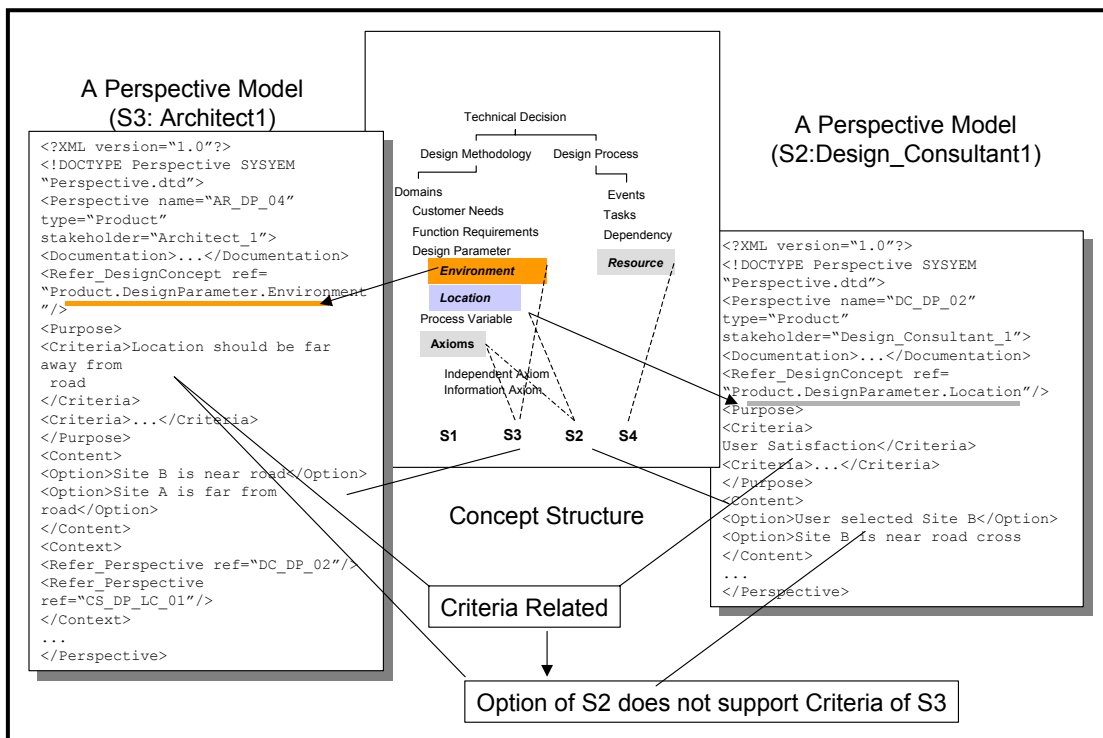 A Perspective Model
(S3: Architect1)
<?XML version=“1.0”?>
<!DOCTYPE Perspective SYSYEM
“Perspective.dtd”>
<Perspective name=“AR_DP_04”
type=“Product”
stakeholder=“Architect_1”>
<Documentation>...</Documentation>
<Refer_DesignConcept ref=
“Product.DesignParameter.Environment
”/>
<Purpose>
<Criteria>Location should be far
away from
road
</Criteria>
<Criteria>...</Criteria>
</Purpose>
<Content>
<Option>Site B is near road</Option>
<Option>Site A is far from
road</Option>
</Content>
<Context>
<Refer_Perspective ref=“DC_DP_02”/>
<Refer_Perspective
ref=“CS_DP_LC_01”/>
</Context>
...
</Perspective>
Technical Decision
Design Methodology
Design Process
Domains
Customer Needs
Function Requirements
Design Parameter
Environment
Location
Process Variable
Axioms
Independent Axiom
Information Axiom
Events
Tasks
Dependency
Resource
S1 S3 S2 S4
Concept Structure
A Perspective Model
(S2:Design_Consultant1)
<?XML version=“1.0”?>
<!DOCTYPE Perspective SYSYEM
“Perspective.dtd”>
<Perspective name=“DC_DP_02”
type=“Product”
stakeholder=“Design_Consultant_1”>
<Documentation>...</Documentation>
<Refer_DesignConcept ref=
“Product.DesignParameter.Location”/>
<Purpose>
<Criteria>
User Satisfaction</Criteria>
<Criteria>...</Criteria>
</Purpose>
<Content>
<Option>User selected Site B</Option>
<Option>Site B is near road cross
</Content>
...
</Perspective>
Criteria Related
Option of S2 does not support Criteria of S3